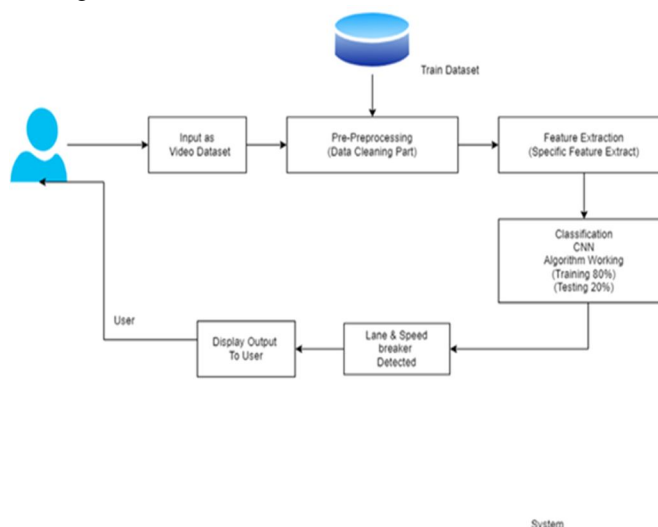 Train Dataset
Input as
Video Dataset
Pre-Preprocessing
(Data Cleaning Part)
Feature Extraction
(Specific Feature Extract)
Classification
CNN
Algorithm Working
(Training 80%)
(Testing 20%)
User
Display Output
To User
Lane & Speed
breaker
Detected
System